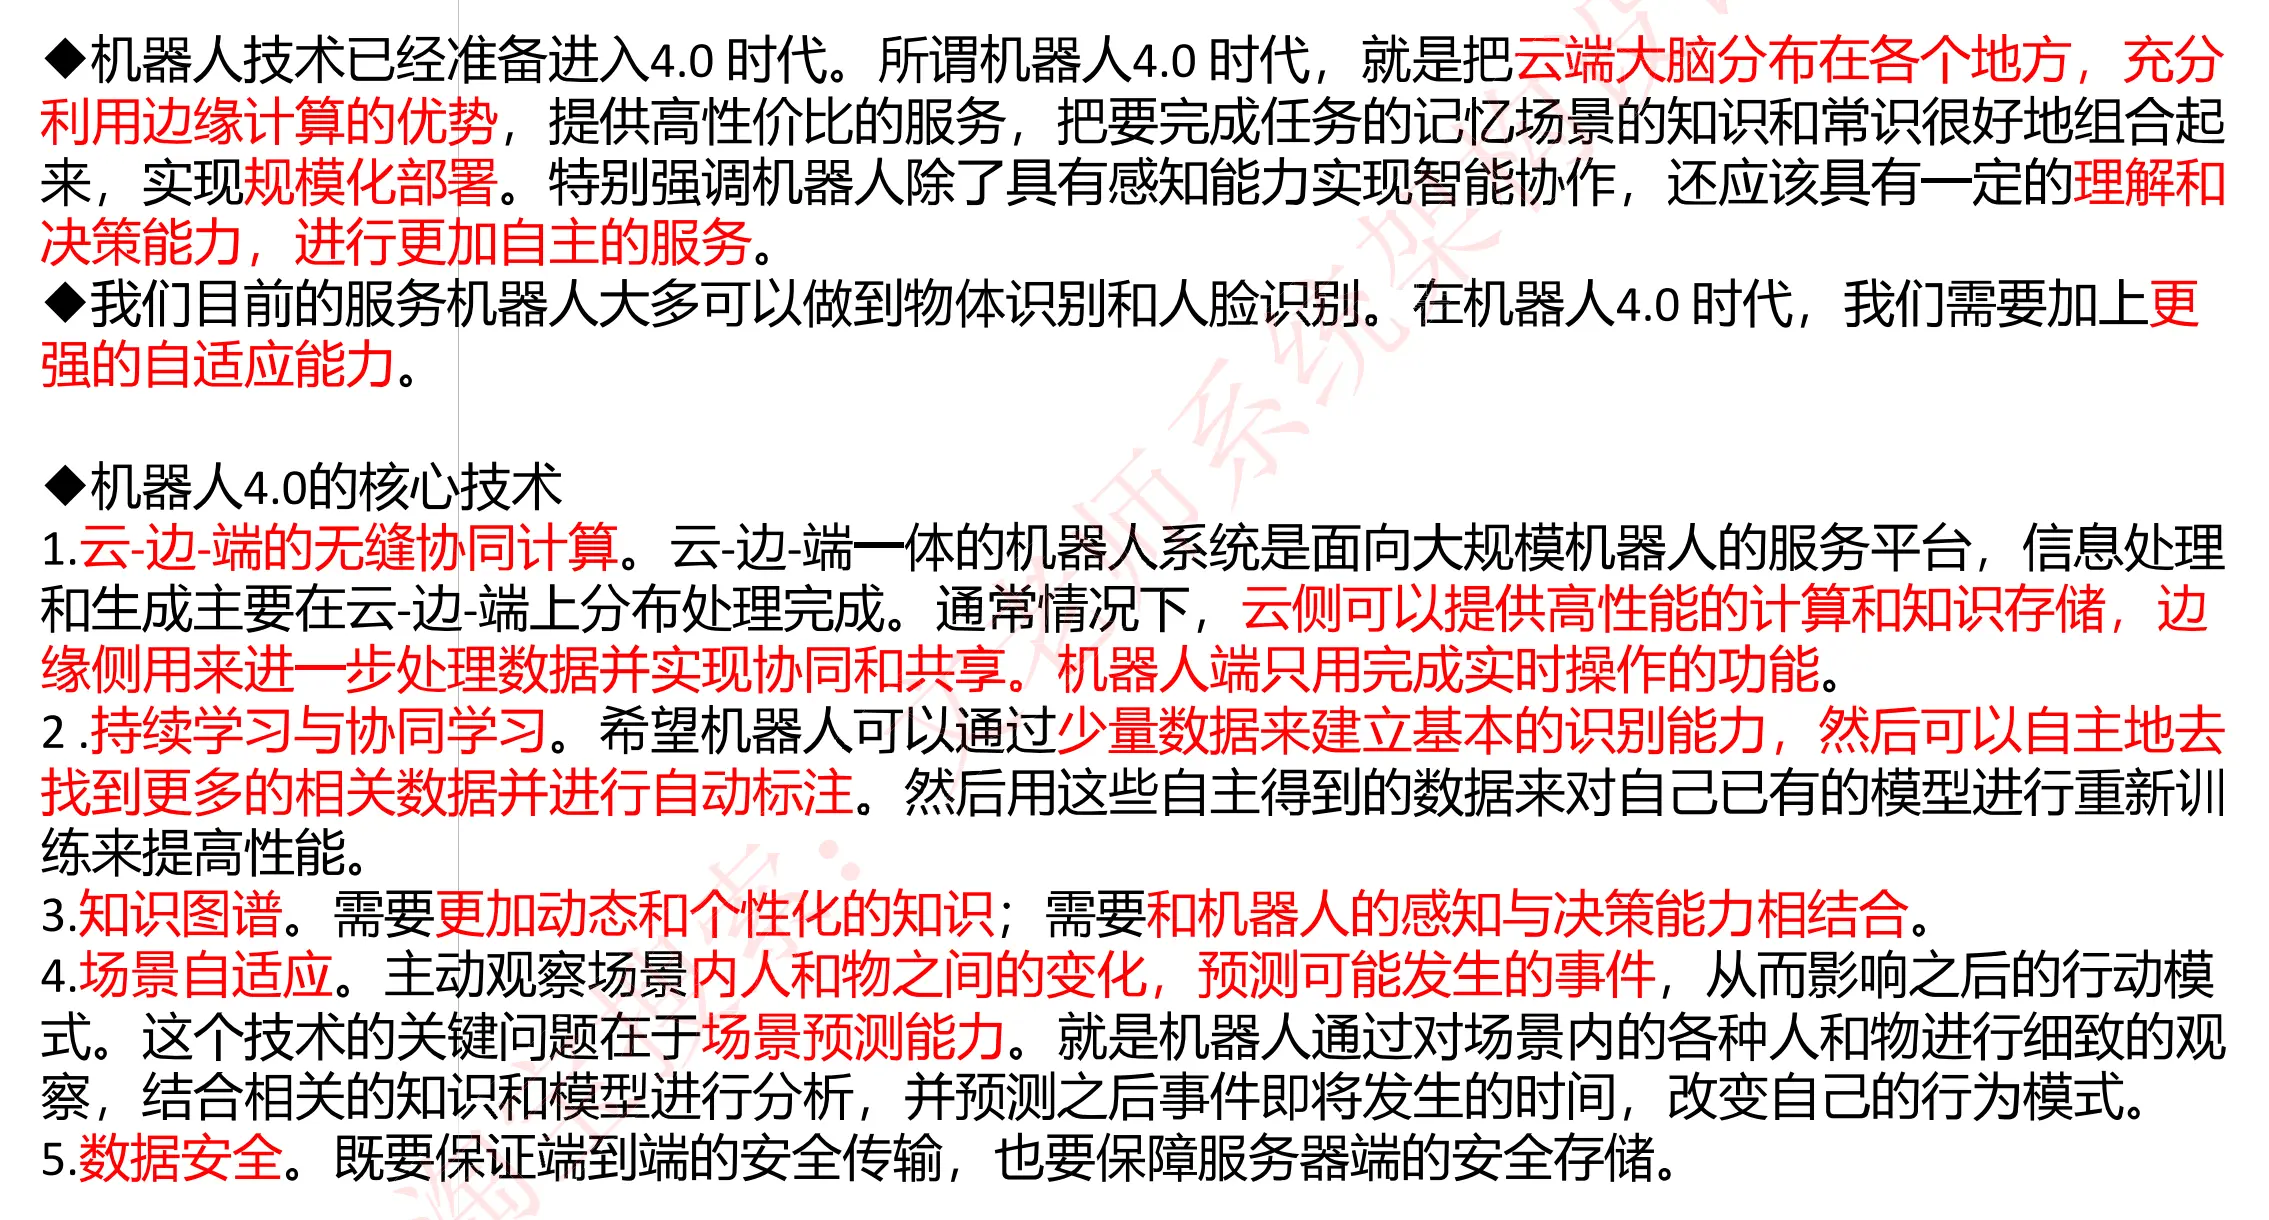 ◆机器人技术已经准备进入4.0 时代。所谓机器人4.0 时代，就是把云端大脑分布在各个地方，充分
利用边缘计算的优势，提供高性价比的服务，把要完成任务的记忆场景的知识和常识很好地组合起
来，实现规模化部署。特别强调机器人除了具有感知能力实现智能协作，还应该具有一定的理解和
决策能力，进行更加自主的服务。
◆我们目前的服务机器人大多可以做到物体识别和人脸识别。在机器人4.0 时代，我们需要加上更
强的自适应能力。
◆机器人4.0的核心技术
1.云-边-端的无缝协同计算。云-边-端一体的机器人系统是面向大规模机器人的服务平台，信息处理
和生成主要在云-边-端上分布处理完成。通常情况下，云侧可以提供高性能的计算和知识存储，边
缘侧用来进一步处理数据并实现协同和共享。机器人端只用完成实时操作的功能。
2 .持续学习与协同学习。希望机器人可以通过少量数据来建立基本的识别能力，然后可以自主地去
找到更多的相关数据并进行自动标注。然后用这些自主得到的数据来对自己已有的模型进行重新训
练来提高性能。
3.知识图谱。需要更加动态和个性化的知识；需要和机器人的感知与决策能力相结合。
4.场景自适应。主动观察场景内人和物之间的变化，预测可能发生的事件，从而影响之后的行动模
式。这个技术的关键问题在于场景预测能力。就是机器人通过对场景内的各种人和物进行细致的观
察，结合相关的知识和模型进行分析，并预测之后事件即将发生的时间，改变自己的行为模式。
5.数据安全。既要保证端到端的安全传输，也要保障服务器端的安全存储。
淘宝搜索：文老师系统架构设